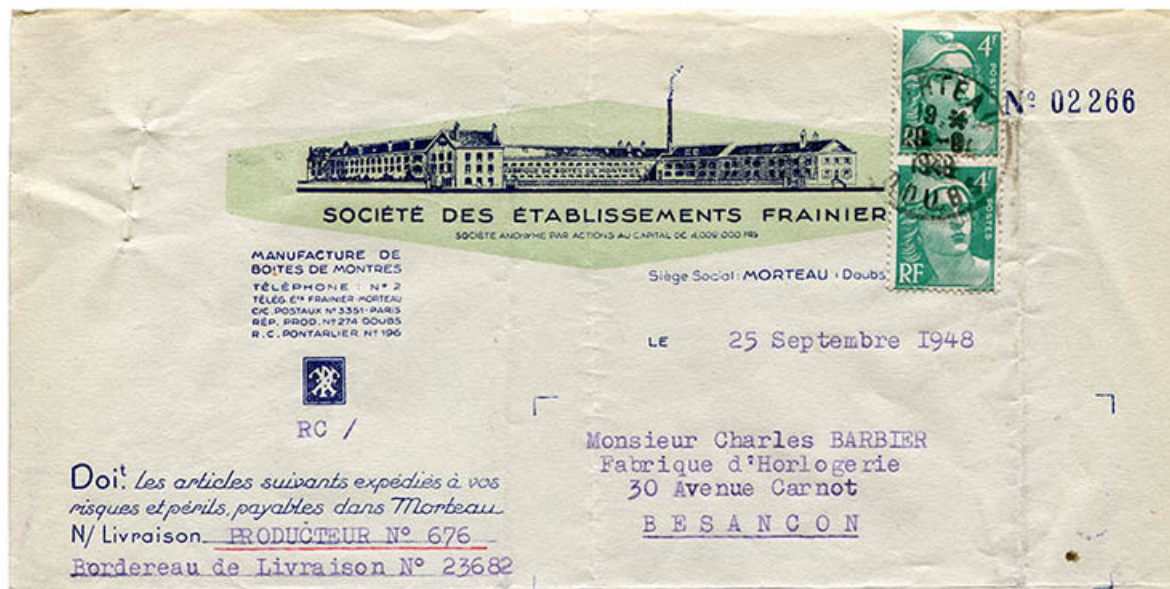 4F
POSTES
RF
Nº 02266
1948
4F
POSTES
RF
SOCIÉTÉ DES ÉTABLISSEMENTS FRAINIER
SOCIÉTÉ ANONYME PAR ACTIONS AU CAPITAL DE 4.000.000 FRS
MANUFACTURE DE
BOITES DE MONTRES
TÉLÉPHONE : Nº 2
TÉLÉG. ÉTS FRAINIER-MORTEAU
C/C. POSTAUX Nº 3351-PARIS
RÉP. PROD. Nº 274 DOUBS
R.C. PONTARLIER Nº 196
Siège Social: MORTEAU (Doubs)
LE 25 Septembre 1948
RC /
Monsieur Charles BARBIER
Fabrique d'Horlogerie
30 Avenue Carnot
BESANCON
Doit Les articles suivants expédiés à vos
risques et périls, payables dans Morteau
N/ Livraison PRODUCTEUR N° 676
Bordereau de Livraison N° 23682